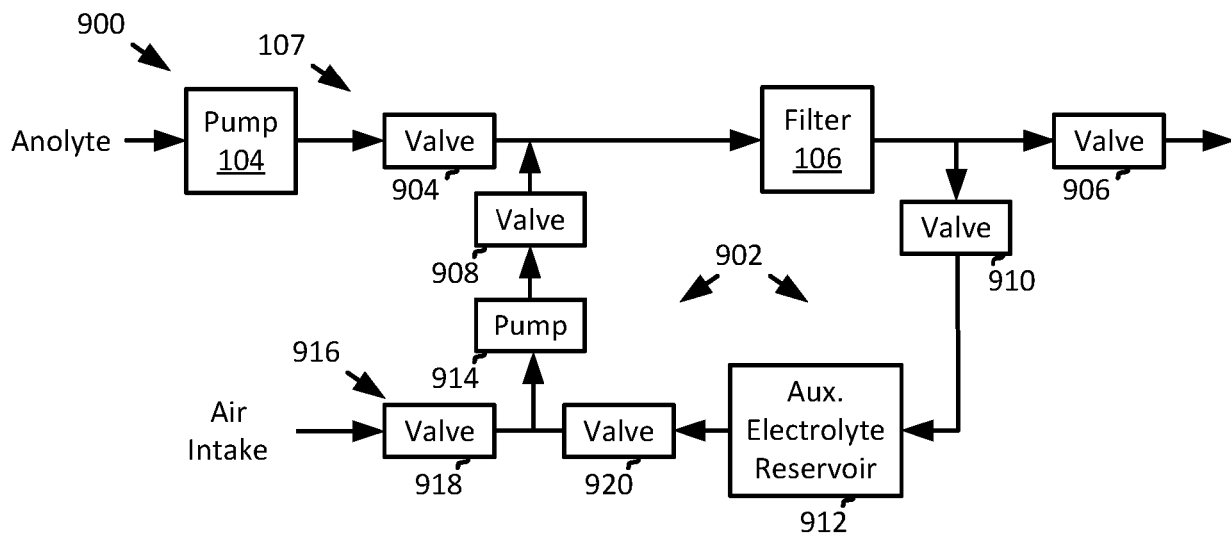 900
107
Anolyte
Pump
104
Valve
904
Filter
106
Valve
906
Valve
908
Valve
910
902
Pump
914
916
Air
Intake
Valve
918
Valve
920
Aux.
Electrolyte
Reservoir
912